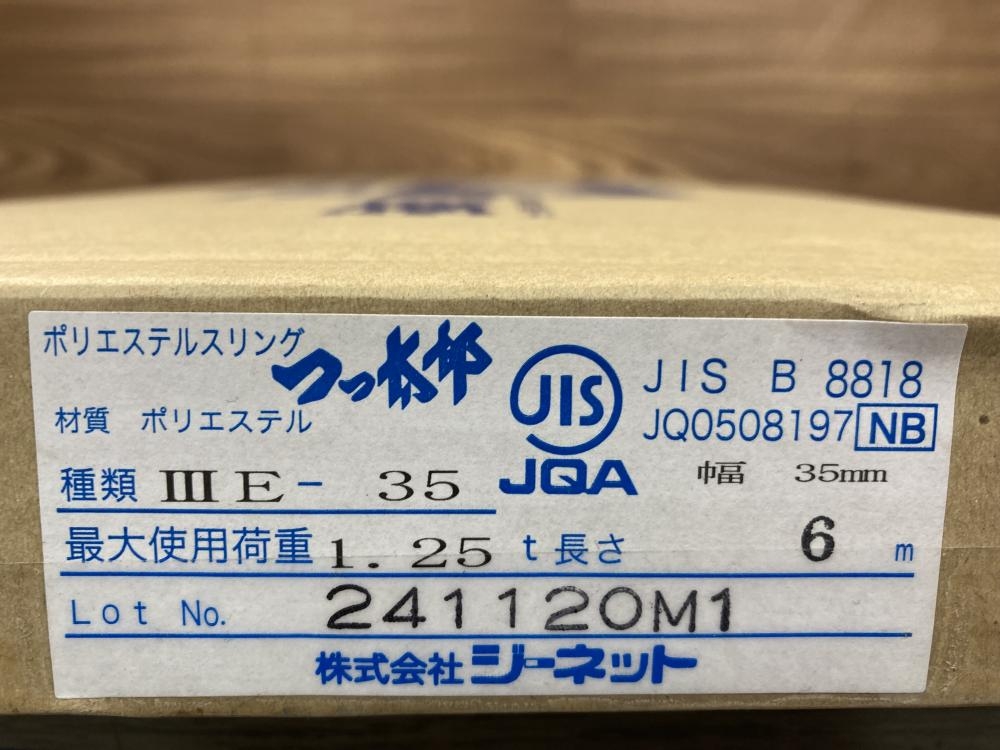 ポリエステルスリング つっ太郎
材質 ポリエステル
JIS
JQA
JIS B 8818
JQ0508197 NB
種類 ⅢE- 35
幅 35mm
最大使用荷重 1.25 t 長さ 6 m
Lot No. 241120M1
株式会社 ジーネット